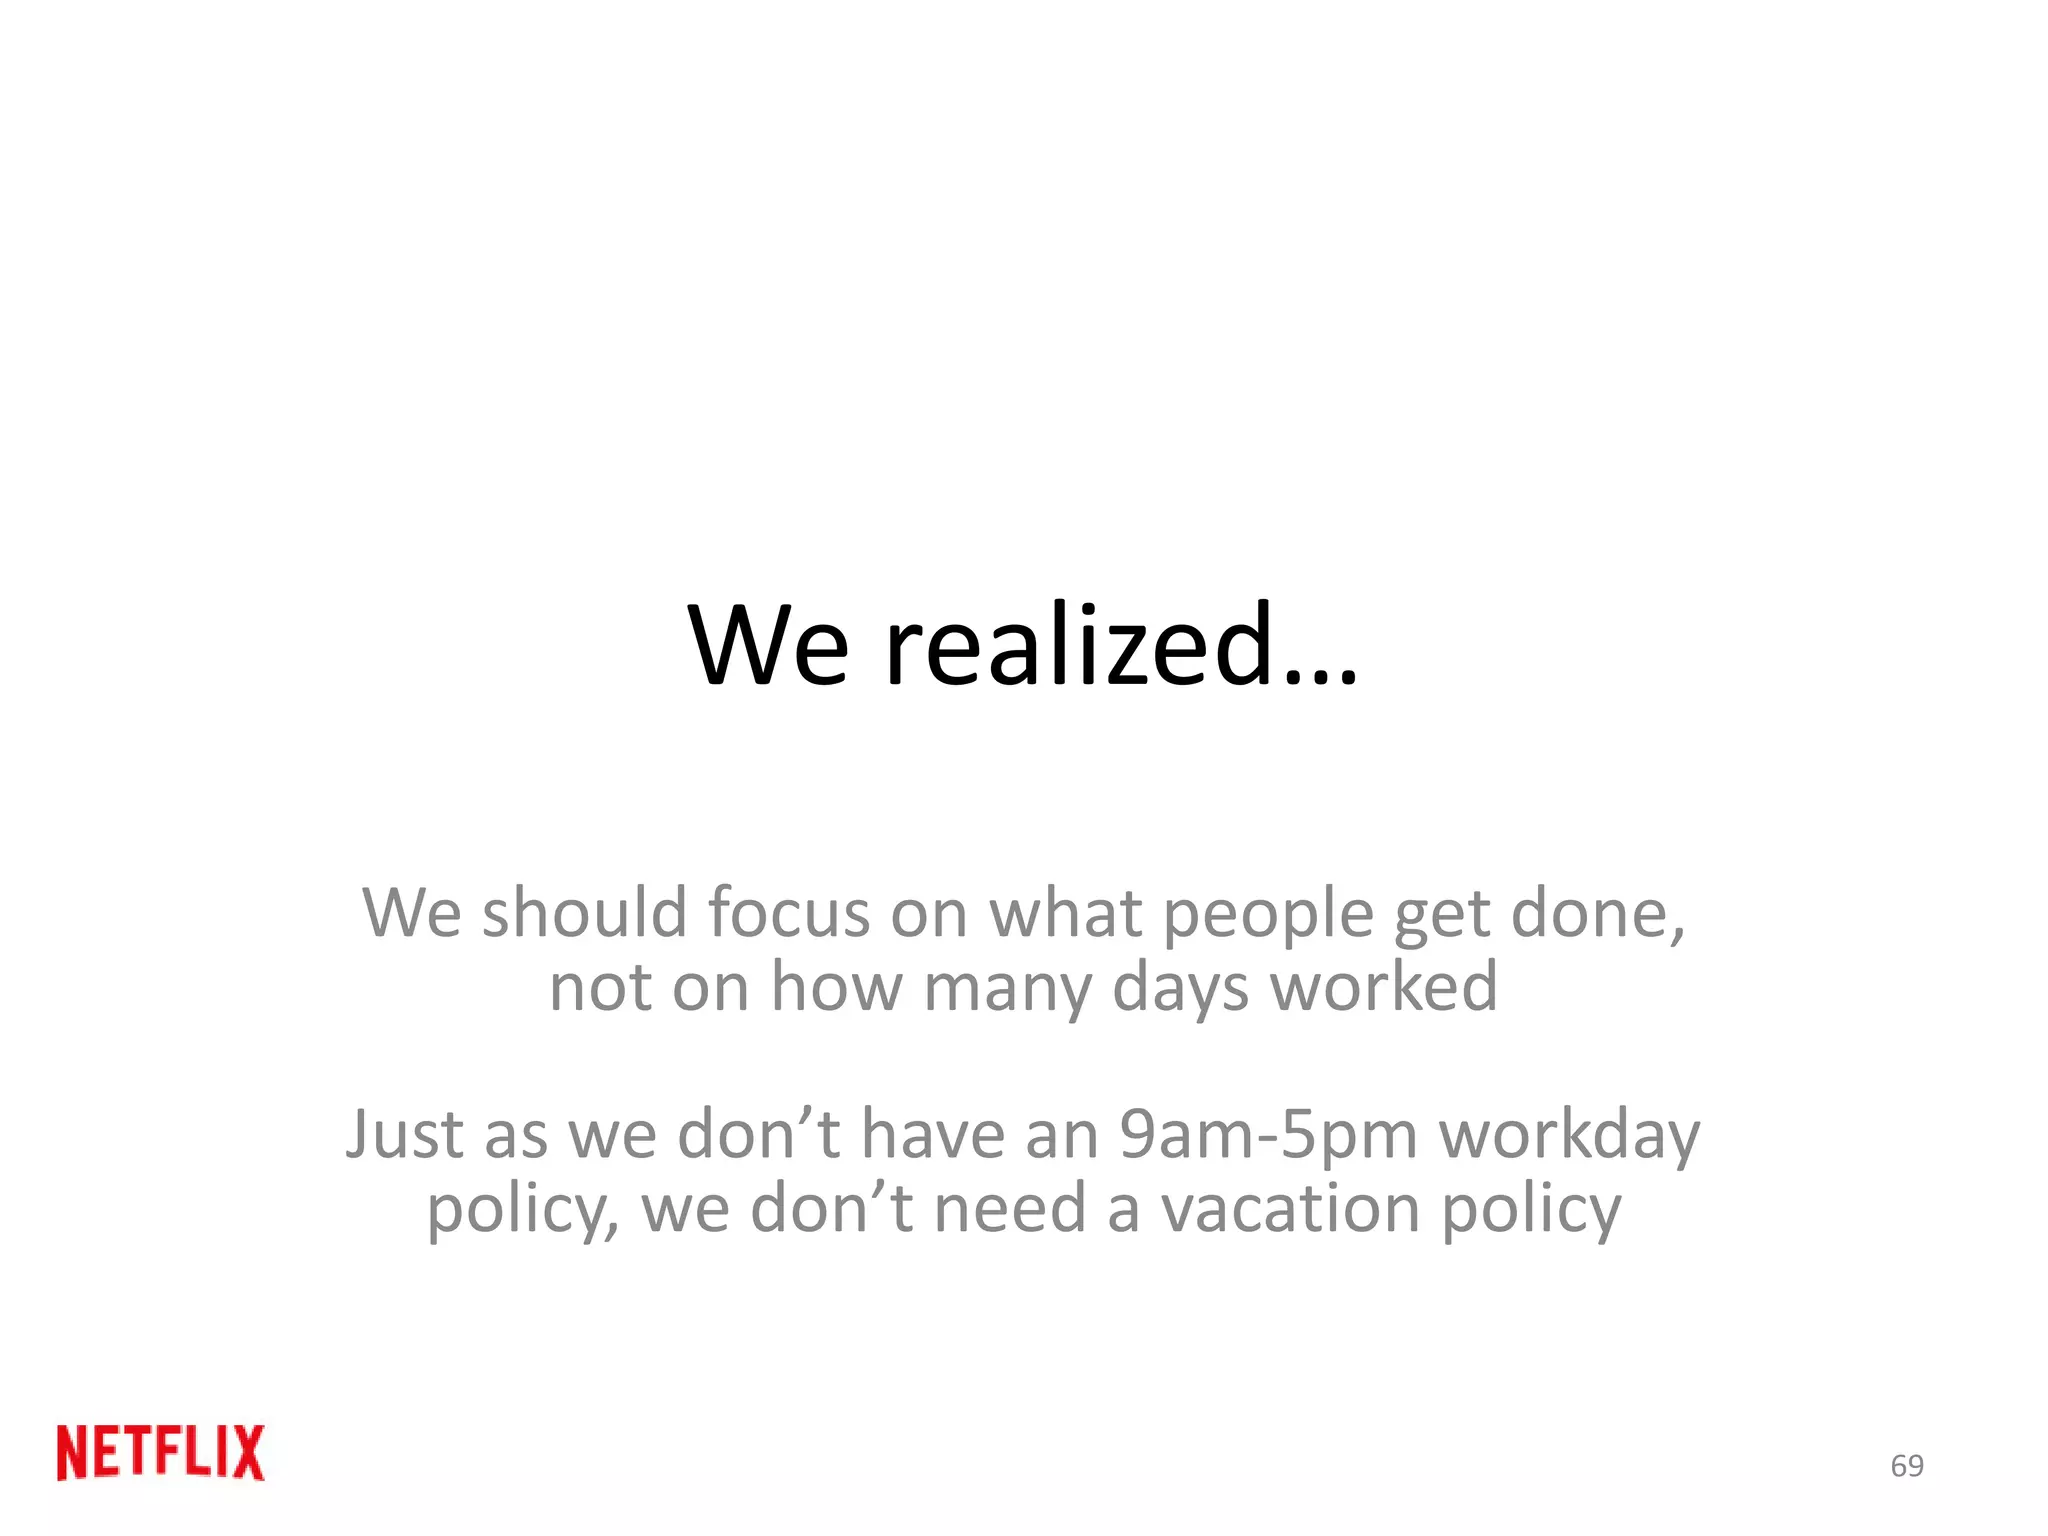 We realized…
We should focus on what people get done,
not on how many days worked
Just as we don’t have an 9am-5pm workday
policy, we don’t need a vacation policy
NETFLIX
69